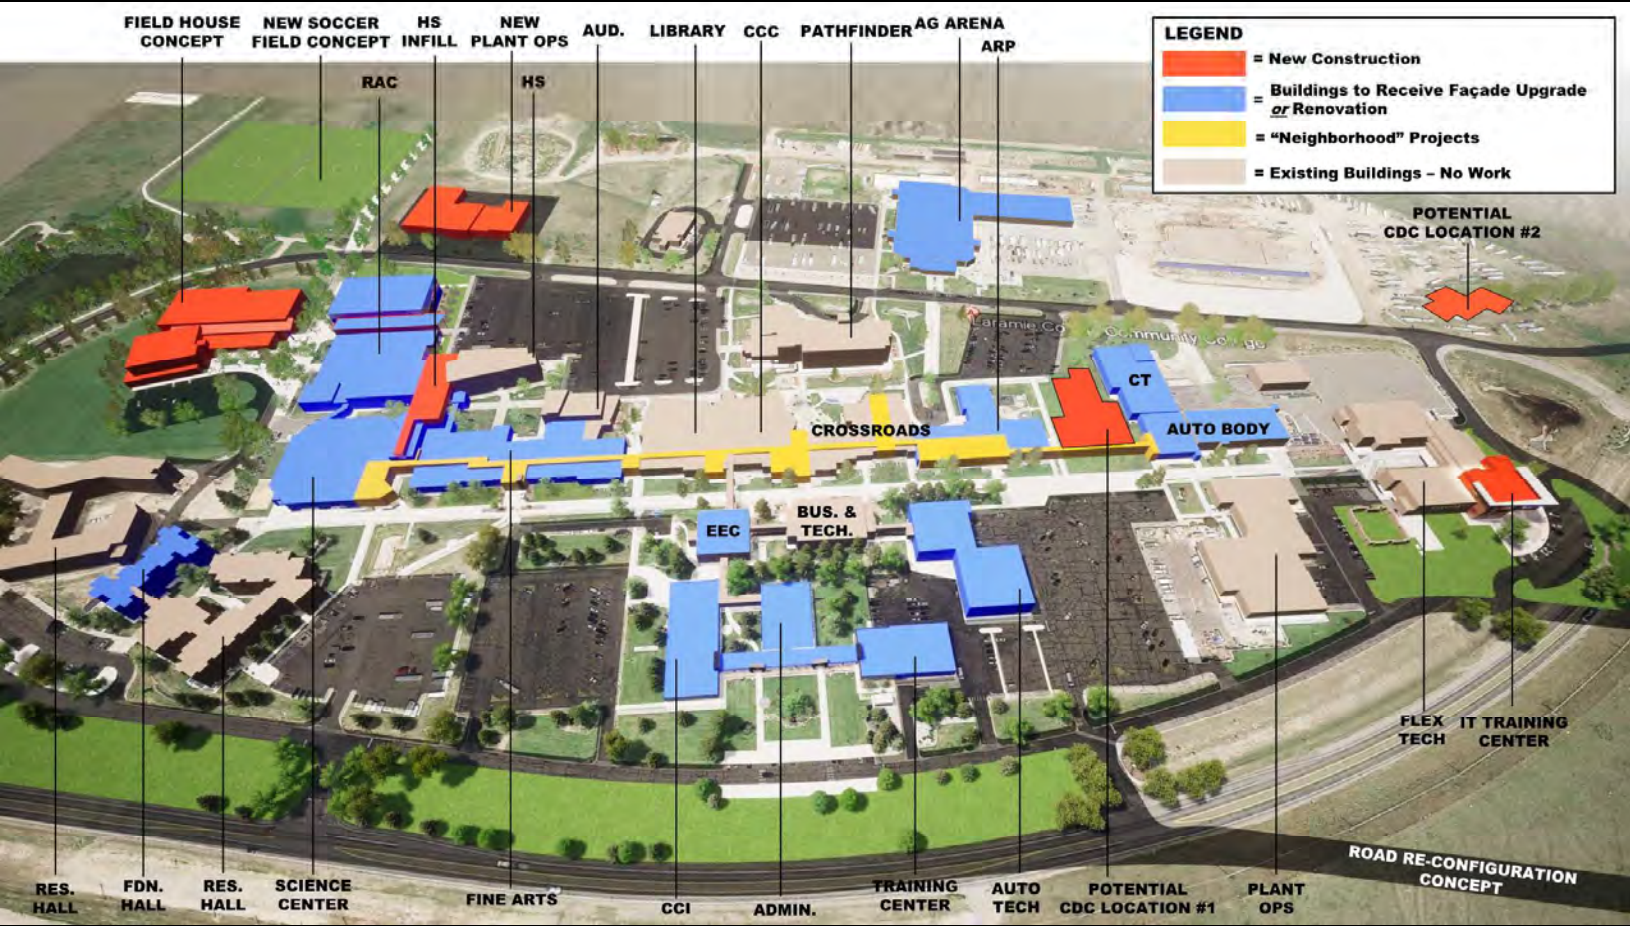 FIELD HOUSE
CONCEPT
NEW SOCCER
FIELD CONCEPT
HS
INFILL
NEW
PLANT OPS
AUD.
LIBRARY
CCC
PATHFINDER
AG ARENA
ARP
RAC
HS
LEGEND
= New Construction
= Buildings to Receive Façade Upgrade
or Renovation
= “Neighborhood” Projects
= Existing Buildings – No Work
POTENTIAL
CDC LOCATION #2
Laramie Co
Community College
CT
CROSSROADS
AUTO BODY
EEC
BUS. &
TECH.
FLEX
TECH
IT TRAINING
CENTER
ROAD RE-CONFIGURATION
CONCEPT
RES.
HALL
FDN.
HALL
RES.
HALL
SCIENCE
CENTER
FINE ARTS
CCI
ADMIN.
TRAINING
CENTER
AUTO
TECH
POTENTIAL
CDC LOCATION #1
PLANT
OPS